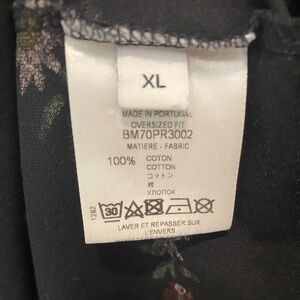 XL
MADE IN PORTUGAL
OVERSIZED FIT
BM70PR3002
MATIERE - FABRIC
100% COTON
COTTON
コットン
棉
ХЛОПОК
1292
30
LAVER ET REPASSER SUR
L'ENVERS